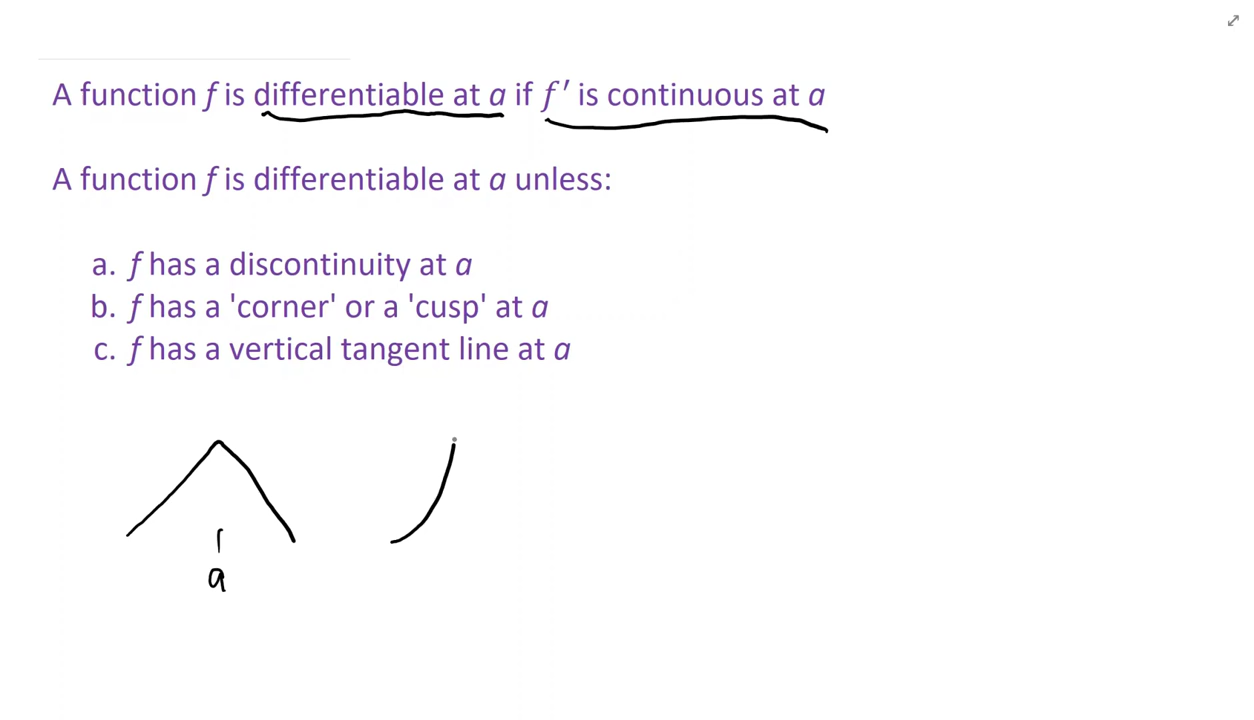 A function f is differentiable at a if f ′ is continuous at a
A function f is differentiable at a unless:
a. f has a discontinuity at a
b. f has a 'corner' or a 'cusp' at a
c. f has a vertical tangent line at a
a